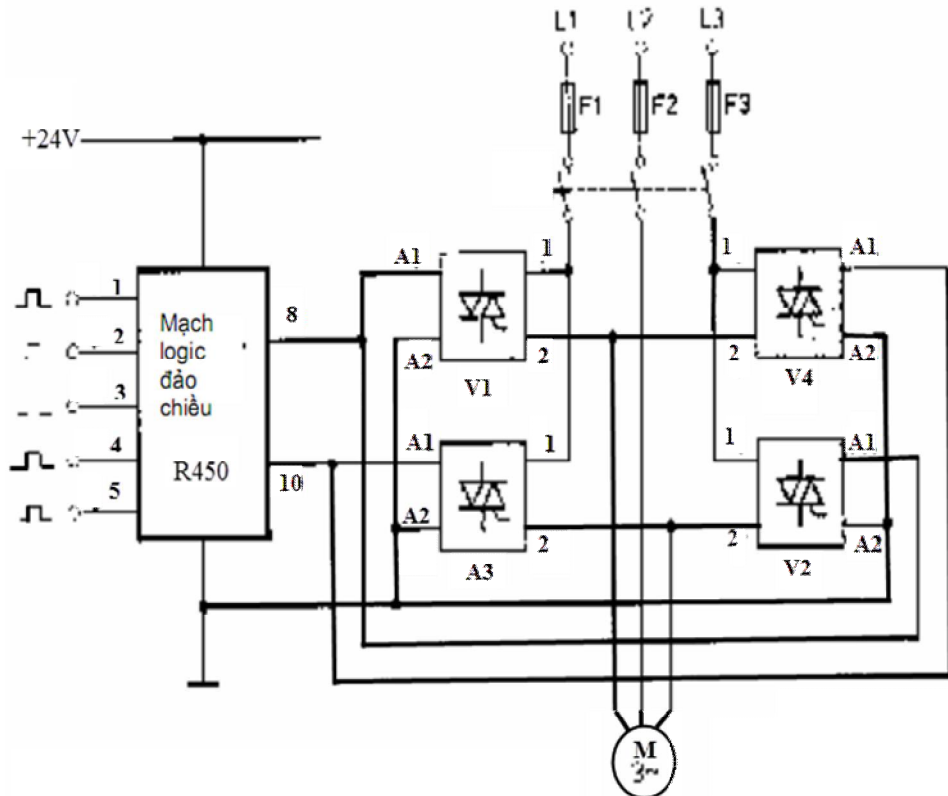 L1 L2 L3
F1 F2 F3
+24V
1
2
3
4
5
Mạch
logic
đảo
chiều
R450
8
10
A1 1
A2 2
V1
1 A1
2 A2
V4
A1 1
A2 2
A3
1 A1
2 A2
V2
M
3~